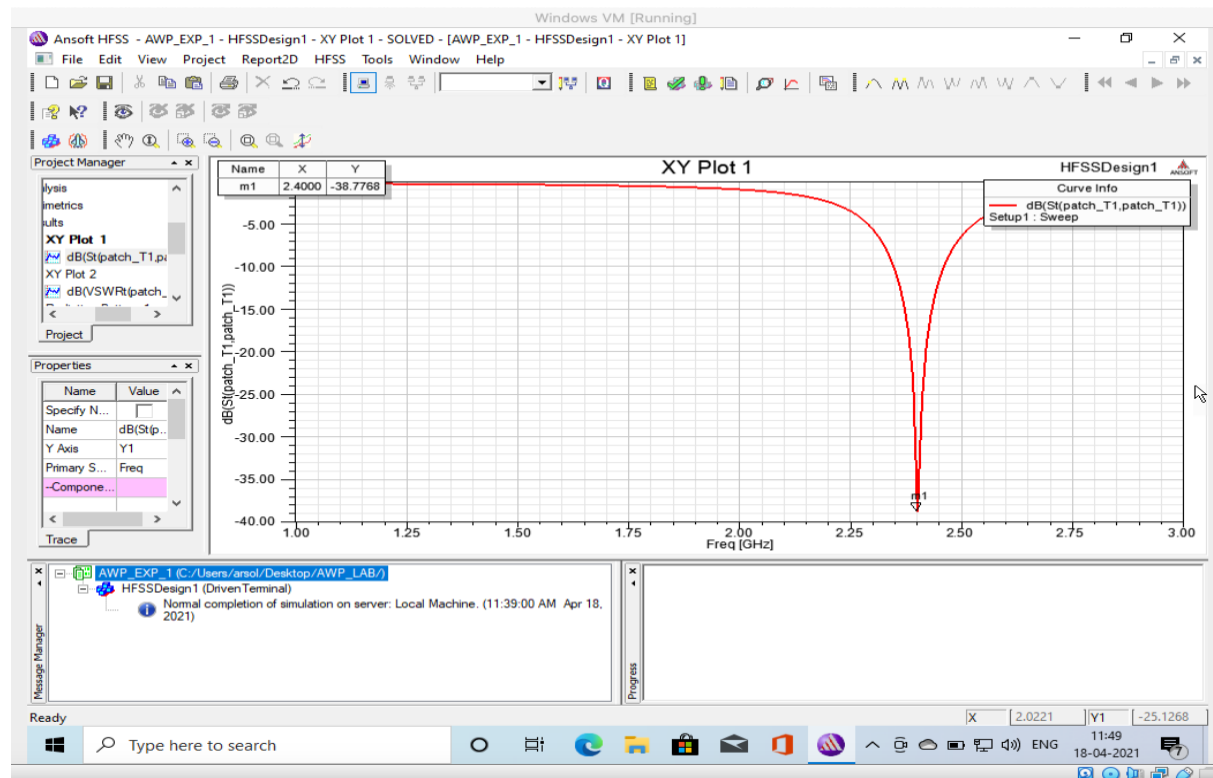 Windows VM [Running]
Ansoft HFSS - AWP_EXP_1 - HFSSDesign1 - XY Plot 1 - SOLVED - [AWP_EXP_1 - HFSSDesign1 - XY Plot 1]
File Edit View Project Report2D HFSS Tools Window Help
Project Manager
lysis
imetrics
ults
XY Plot 1
dB(St(patch_T1,pa
XY Plot 2
dB(VSWRt(patch_
Project
Properties
Name Value
Specify N...
Name dB(St(p..
Y Axis Y1
Primary S... Freq
--Compone...
Trace
Name X Y
m1 2.4000 -38.7768
XY Plot 1
HFSSDesign1
ANSOFT
Curve Info
dB(St(patch_T1,patch_T1))
Setup1 : Sweep
dB(St(patch_T1,patch_T1))
-5.00
-10.00
-15.00
-20.00
-25.00
-30.00
-35.00
-40.00
m1
1.00 1.25 1.50 1.75 2.00 2.25 2.50 2.75 3.00
Freq [GHz]
Message Manager
AWP_EXP_1 (C:/Users/arsol/Desktop/AWP_LAB/)
HFSSDesign1 (DrivenTerminal)
Normal completion of simulation on server: Local Machine. (11:39:00 AM Apr 18,
2021)
Progress
Ready
X 2.0221 Y1 -25.1268
Type here to search
ENG
11:49
18-04-2021
7